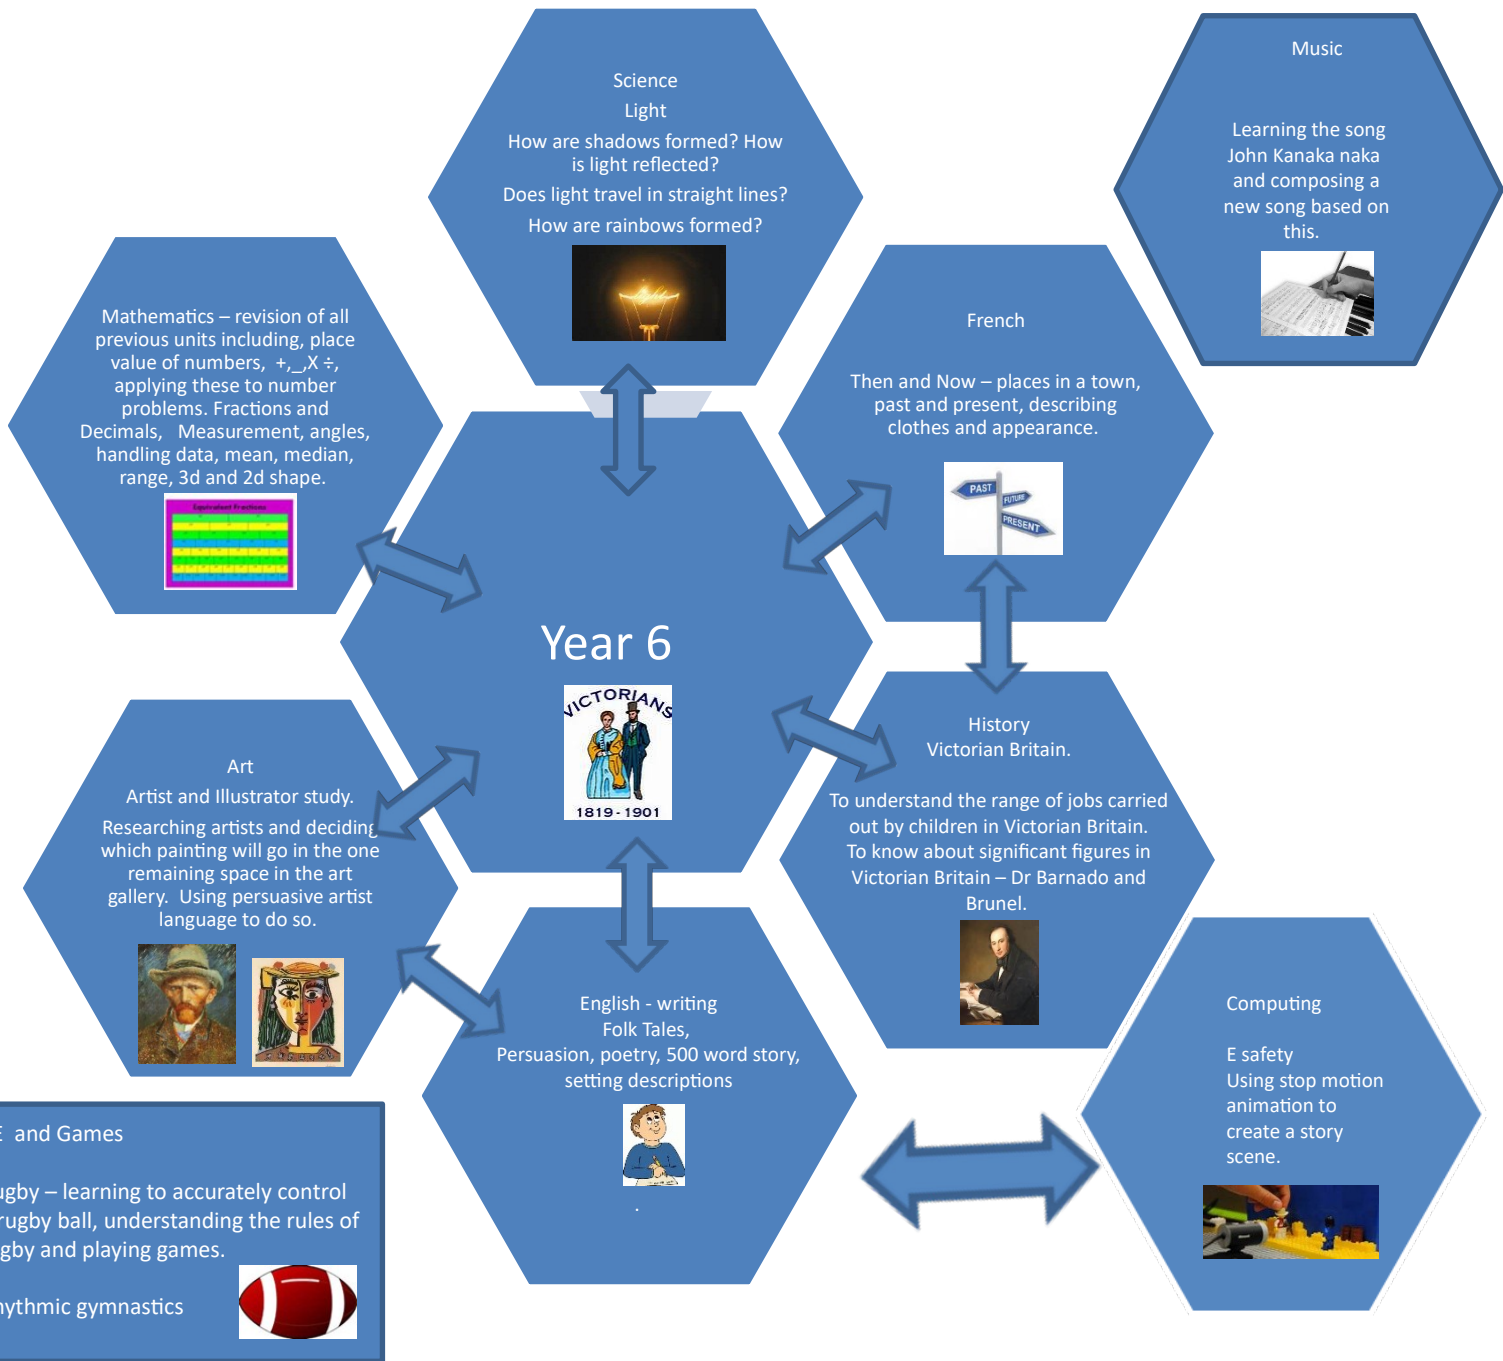 Science
Light
How are shadows formed? How
is light reflected?
Does light travel in straight lines?
How are rainbows formed?
Music
Learning the song
John Kanaka naka
and composing a
new song based on
this.
Mathematics – revision of all
previous units including, place
value of numbers,  +,_,X ÷,
applying these to number
problems. Fractions and
Decimals,   Measurement, angles,
handling data, mean, median,
range, 3d and 2d shape.
Equivalent Fractions
French
Then and Now – places in a town,
past and present, describing
clothes and appearance.
PAST
FUTURE
PRESENT
Year 6
VICTORIANS
1819 - 1901
History
Victorian Britain.
To understand the range of jobs carried
out by children in Victorian Britain.
To know about significant figures in
Victorian Britain – Dr Barnado and
Brunel.
Art
Artist and Illustrator study.
Researching artists and deciding
which painting will go in the one
remaining space in the art
gallery.  Using persuasive artist
language to do so.
English - writing
Folk Tales,
Persuasion, poetry, 500 word story,
setting descriptions
.
Computing
E safety
Using stop motion
animation to
create a story
scene.
E  and Games
ugby – learning to accurately control
rugby ball, understanding the rules of
gby and playing games.
hythmic gymnastics